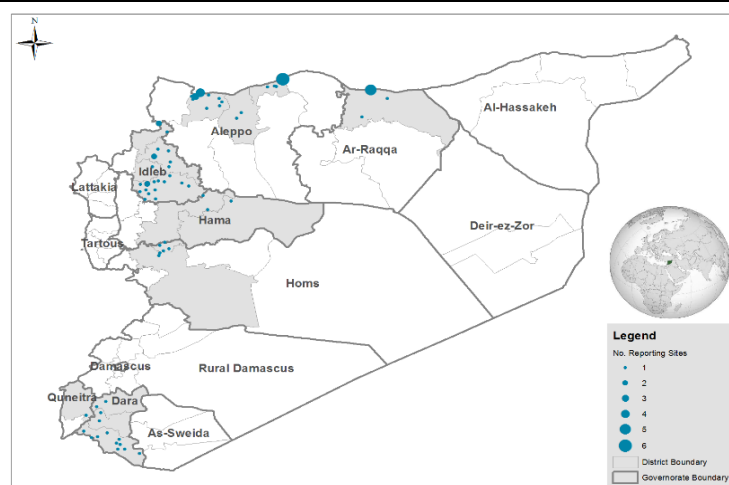 N
Al-Hassakeh
Aleppo
Ar-Raqqa
Idleb
Lattakia
Hama
Deir-ez-Zor
Tartous
Homs
Damascus
Rural Damascus
Quneitra
Dara
As-Sweida
Legend
No. Reporting Sites
1
2
3
4
5
6
District Boundary
Governorate Boundary